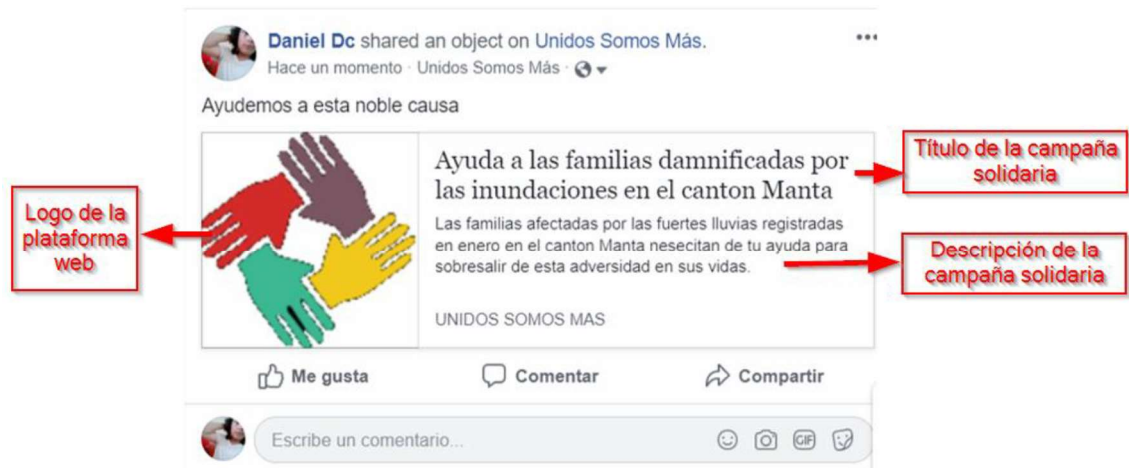 Daniel Dc shared an object on Unidos Somos Más.
Hace un momento · Unidos Somos Más ·
Ayudemos a esta noble causa
Logo de la
plataforma
web
Ayuda a las familias damnificadas por
las inundaciones en el canton Manta
Las familias afectadas por las fuertes lluvias registradas
en enero en el canton Manta nesecitan de tu ayuda para
sobresalir de esta adversidad en sus vidas.
UNIDOS SOMOS MAS
Título de la campaña
solidaria
Descripción de la
campaña solidaria
Me gusta
Comentar
Compartir
Escribe un comentario...
GIF